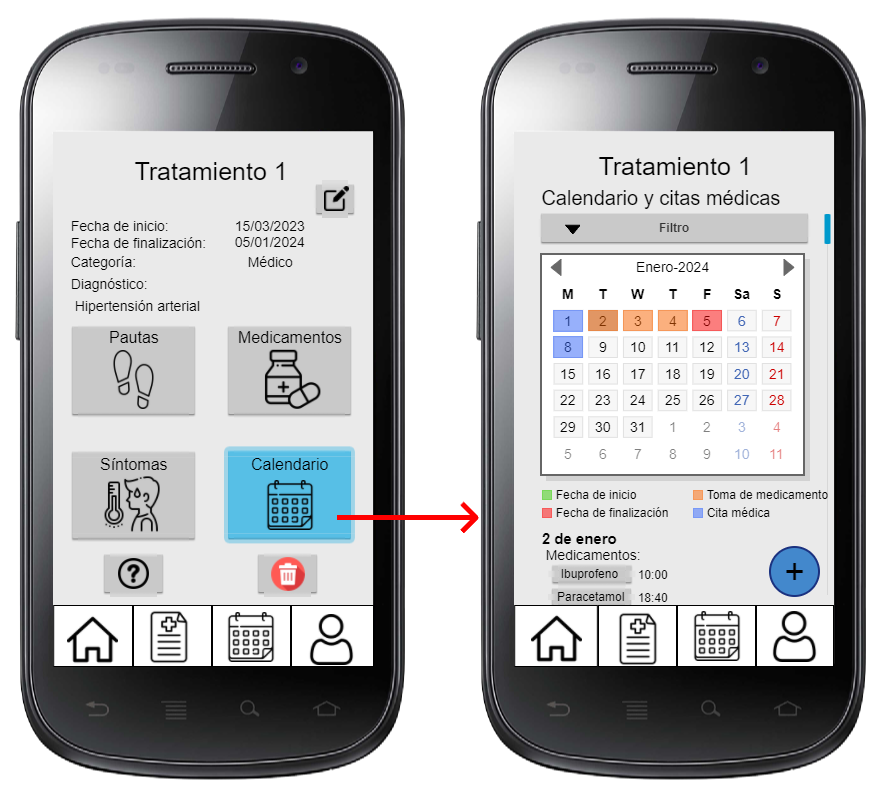 Tratamiento 1
Fecha de inicio: 15/03/2023
Fecha de finalización: 05/01/2024
Categoría: Médico
Diagnóstico:
Hipertensión arterial
Pautas
Medicamentos
Síntomas
Calendario
?
Tratamiento 1
Calendario y citas médicas
Filtro
Enero-2024
M T W T F Sa S
1 2 3 4 5 6 7
8 9 10 11 12 13 14
15 16 17 18 19 20 21
22 23 24 25 26 27 28
29 30 31 1 2 3 4
5 6 7 8 9 10 11
Fecha de inicio
Toma de medicamento
Fecha de finalización
Cita médica
2 de enero
Medicamentos:
Ibuprofeno 10:00
Paracetamol 18:40
+